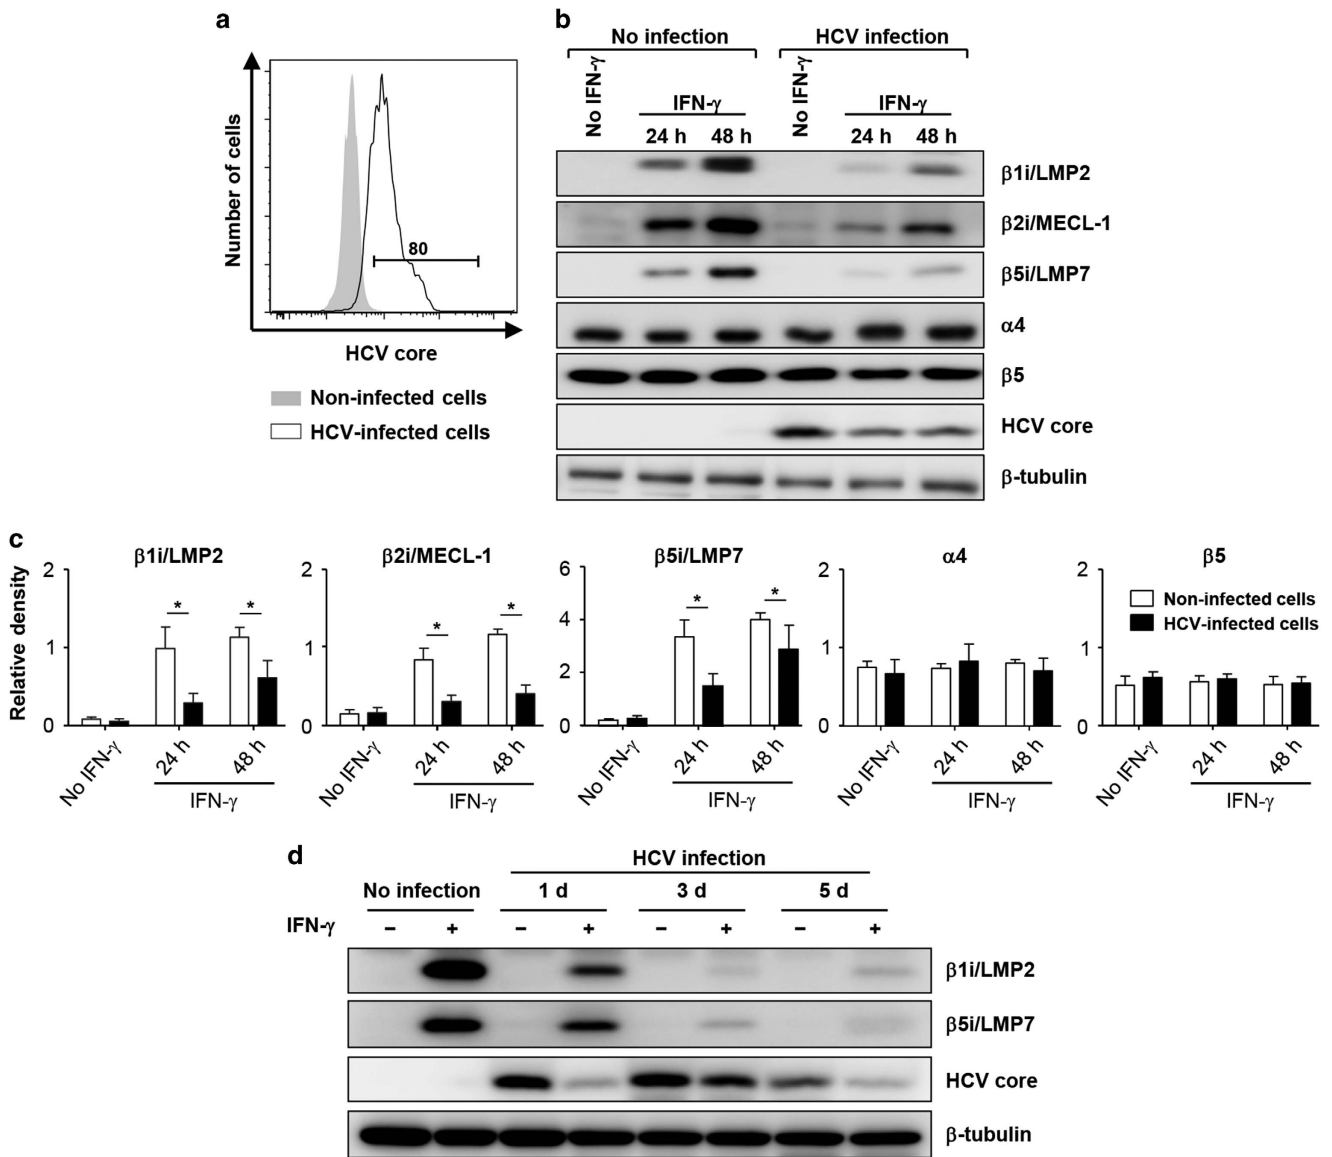 a
Number of cells
80
HCV core
Non-infected cells
HCV-infected cells
b
No infection
HCV infection
No IFN-γ
IFN-γ
24 h
48 h
No IFN-γ
IFN-γ
24 h
48 h
β1i/LMP2
β2i/MECL-1
β5i/LMP7
α4
β5
HCV core
β-tubulin
c
Relative density
β1i/LMP2
2
1
0
*
*
No IFN-γ
24 h
48 h
IFN-γ
β2i/MECL-1
2
1
0
*
*
No IFN-γ
24 h
48 h
IFN-γ
β5i/LMP7
6
4
2
0
*
*
No IFN-γ
24 h
48 h
IFN-γ
α4
2
1
0
No IFN-γ
24 h
48 h
IFN-γ
β5
2
1
0
Non-infected cells
HCV-infected cells
No IFN-γ
24 h
48 h
IFN-γ
d
HCV infection
No infection 1 d 3 d 5 d
IFN-γ − + − + − + − +
β1i/LMP2
β5i/LMP7
HCV core
β-tubulin